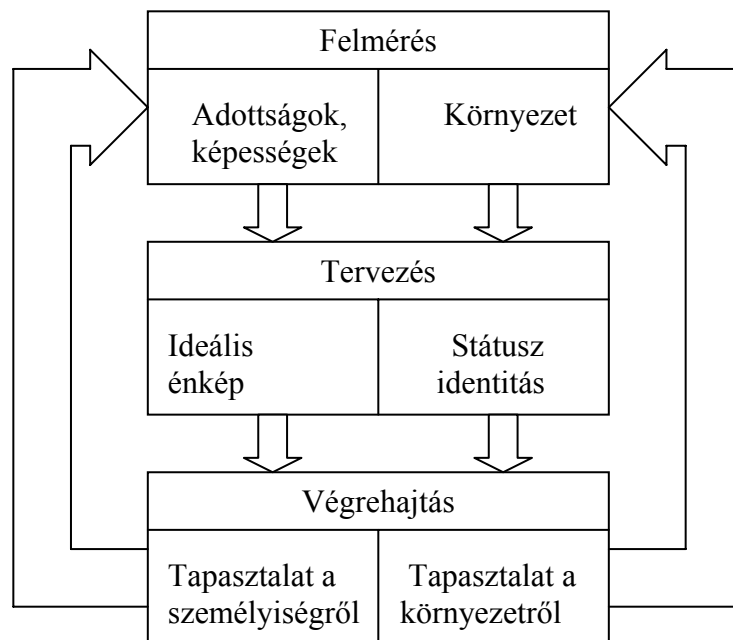 Felmérés
Adottságok,
képességek
Környezet
Tervezés
Ideális
énkép
Státusz
identitás
Végrehajtás
Tapasztalat a
személyiségről
Tapasztalat a
környezetről